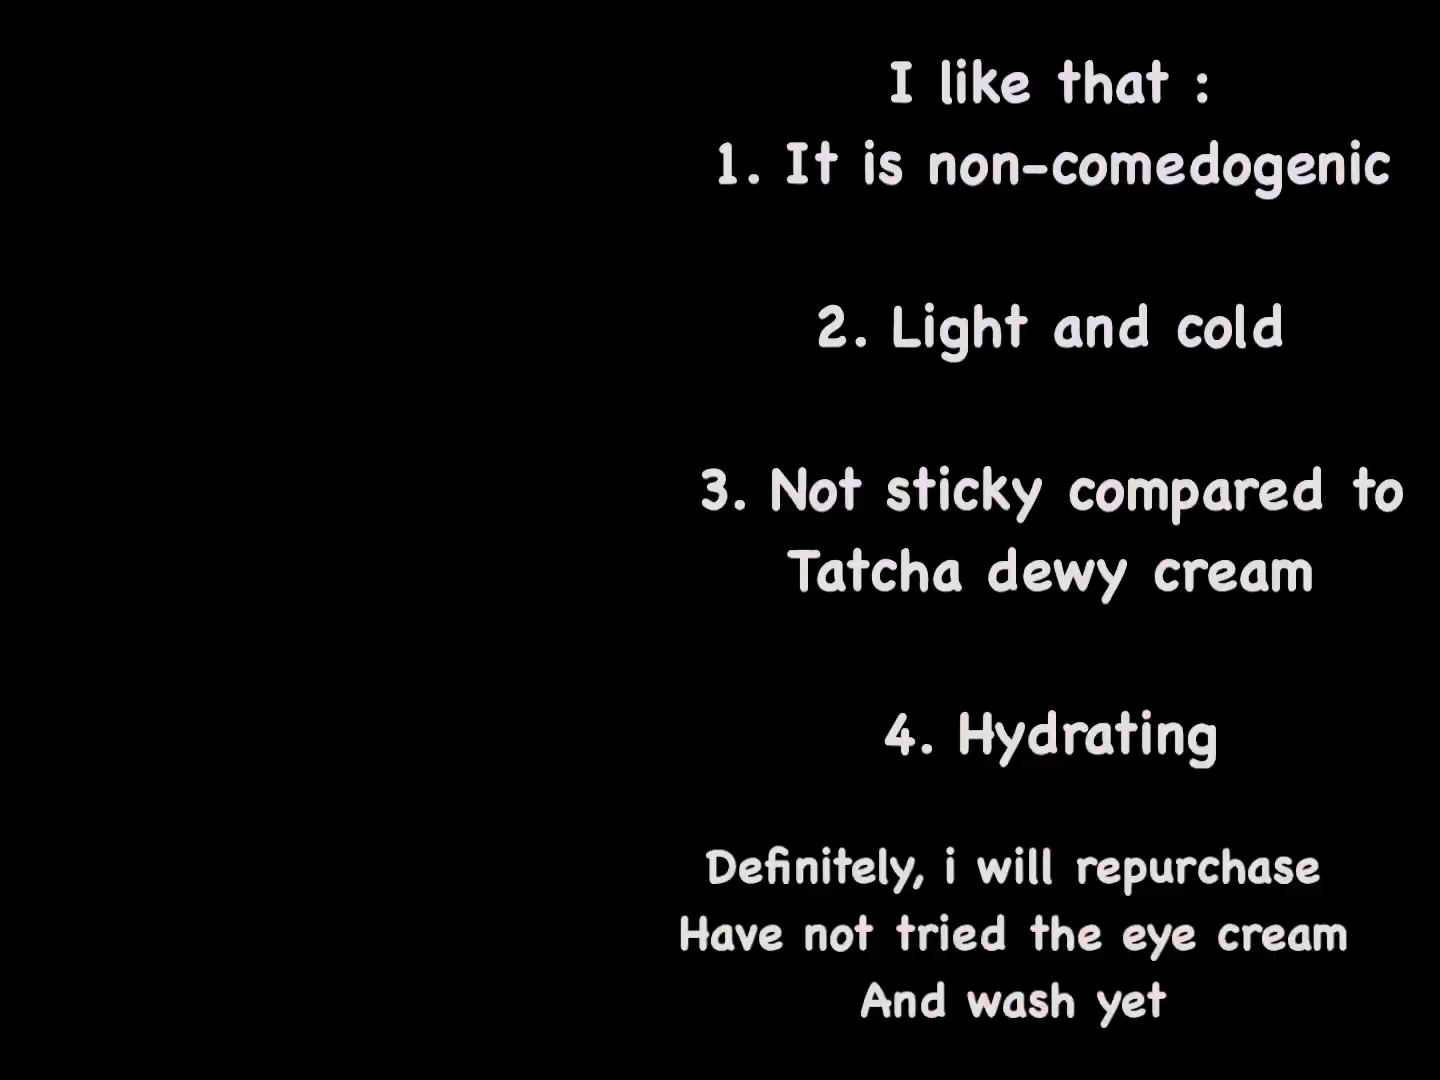 I like that :
1. It is non-comedogenic
2. Light and cold
3. Not sticky compared to
Tatcha dewy cream
4. Hydrating
Definitely, i will repurchase
Have not tried the eye cream
And wash yet